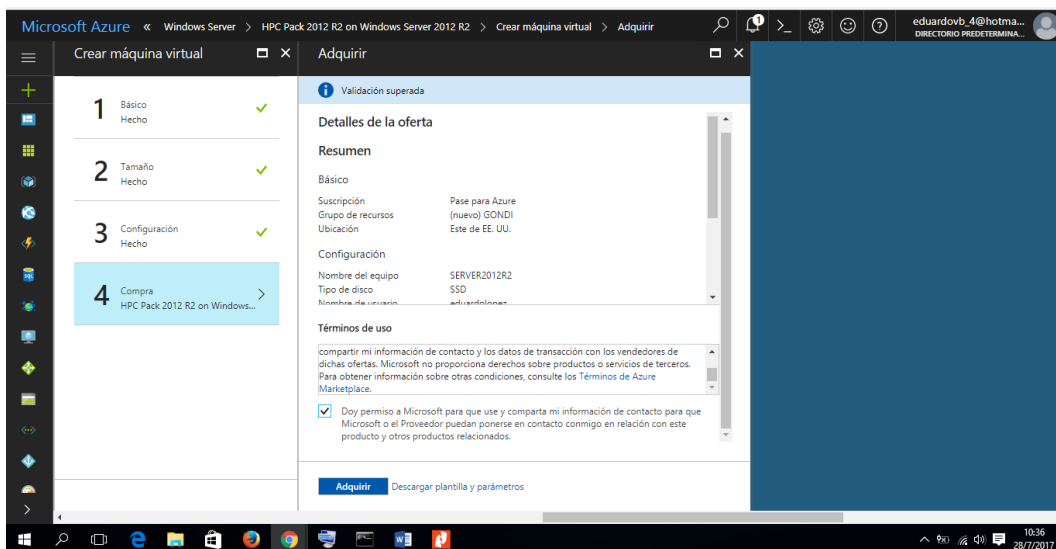 Microsoft Azure « Windows Server > HPC Pack 2012 R2 on Windows Server 2012 R2 > Crear máquina virtual > Adquirir
1
eduardovb_4@hotma...
DIRECTORIO PREDETERMINA...
Crear máquina virtual
Adquirir
1 Básico
Hecho
2 Tamaño
Hecho
3 Configuración
Hecho
4 Compra
HPC Pack 2012 R2 on Windows...
Validación superada
Detalles de la oferta
Resumen
Básico
Suscripción Pase para Azure
Grupo de recursos (nuevo) GONDI
Ubicación Este de EE. UU.
Configuración
Nombre del equipo SERVER2012R2
Tipo de disco SSD
Nombre de usuario eduardolopez
Términos de uso
compartir mi información de contacto y los datos de transacción con los vendedores de
dichas ofertas. Microsoft no proporciona derechos sobre productos o servicios de terceros.
Para obtener información sobre otras condiciones, consulte los Términos de Azure
Marketplace.
Doy permiso a Microsoft para que use y comparta mi información de contacto para que
Microsoft o el Proveedor puedan ponerse en contacto conmigo en relación con este
producto y otros productos relacionados.
Adquirir Descargar plantilla y parámetros
SQL
10:36
28/7/2017